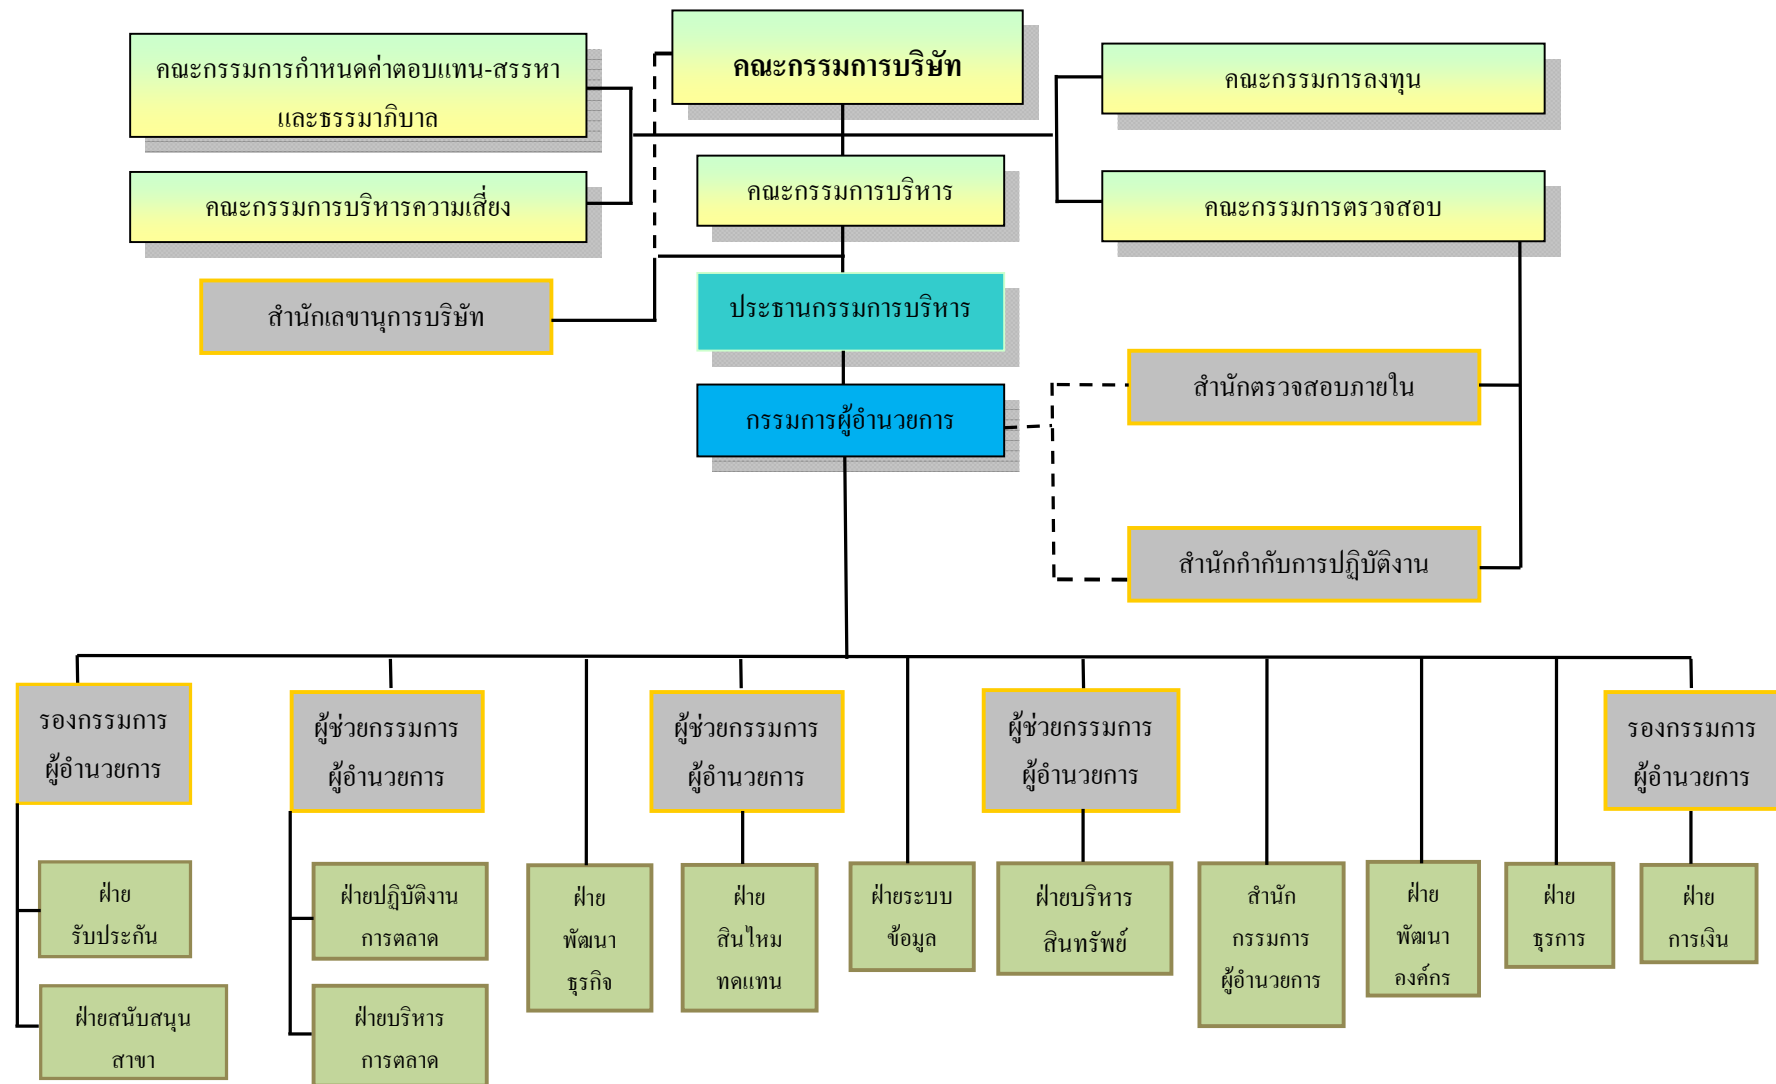 คณะกรรมการบริษัท
คณะกรรมการกำหนดค่าตอบแทน-สรรหา
และธรรมาภิบาล
คณะกรรมการลงทุน
คณะกรรมการบริหาร
คณะกรรมการบริหารความเสี่ยง
คณะกรรมการตรวจสอบ
สำนักเลขานุการบริษัท
ประธานกรรมการบริหาร
สำนักตรวจสอบภายใน
กรรมการผู้อำนวยการ
สำนักกำกับการปฏิบัติงาน
รองกรรมการ
ผู้อำนวยการ
ผู้ช่วยกรรมการ
ผู้อำนวยการ
ผู้ช่วยกรรมการ
ผู้อำนวยการ
ผู้ช่วยกรรมการ
ผู้อำนวยการ
รองกรรมการ
ผู้อำนวยการ
ฝ่าย
รับประกัน
ฝ่ายปฏิบัติงาน
การตลาด
ฝ่าย
พัฒนา
ธุรกิจ
ฝ่าย
สินไหม
ทดแทน
ฝ่ายระบบ
ข้อมูล
ฝ่ายบริหาร
สินทรัพย์
สำนัก
กรรมการ
ผู้อำนวยการ
ฝ่าย
พัฒนา
องค์กร
ฝ่าย
ธุรการ
ฝ่าย
การเงิน
ฝ่ายสนับสนุน
สาขา
ฝ่ายบริหาร
การตลาด